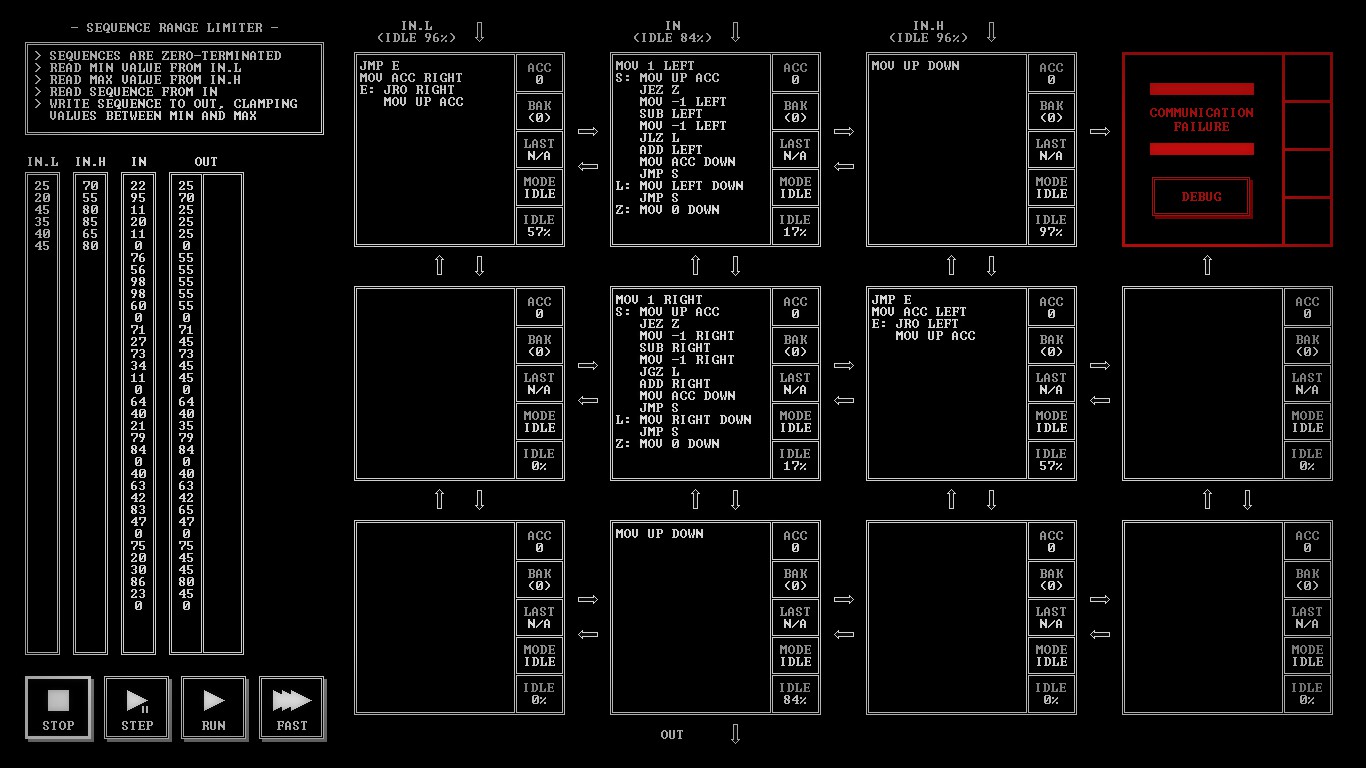 - SEQUENCE RANGE LIMITER -
> SEQUENCES ARE ZERO-TERMINATED
> READ MIN VALUE FROM IN.L
> READ MAX VALUE FROM IN.H
> READ SEQUENCE FROM IN
> WRITE SEQUENCE TO OUT, CLAMPING
VALUES BETWEEN MIN AND MAX
IN.L IN.H IN OUT
25 70 22 25
20 55 95 70
45 80 11 25
35 85 20 25
40 65 11 25
45 80 0 0
76 55
56 55
98 55
98 55
60 55
0 0
71 71
27 45
73 73
34 45
11 45
0 0
64 64
40 40
21 35
79 79
84 84
0 0
40 40
63 63
42 42
83 65
47 47
0 0
75 75
20 45
30 45
86 80
23 45
0 0
STOP
STEP
RUN
FAST
IN.L
(IDLE 96%)
IN
(IDLE 84%)
IN.H
(IDLE 96%)
JMP E
MOV ACC RIGHT
E: JRO RIGHT
MOV UP ACC
ACC
0
BAK
(0)
LAST
N/A
MODE
IDLE
IDLE
57%
MOV 1 LEFT
S: MOV UP ACC
JEZ Z
MOV -1 LEFT
SUB LEFT
MOV -1 LEFT
JLZ L
ADD LEFT
MOV ACC DOWN
JMP S
L: MOV LEFT DOWN
JMP S
Z: MOV 0 DOWN
ACC
0
BAK
(0)
LAST
N/A
MODE
IDLE
IDLE
17%
MOV UP DOWN
ACC
0
BAK
(0)
LAST
N/A
MODE
IDLE
IDLE
97%
COMMUNICATION
FAILURE
DEBUG
ACC
0
BAK
(0)
LAST
N/A
MODE
IDLE
IDLE
0%
MOV 1 RIGHT
S: MOV UP ACC
JEZ Z
MOV -1 RIGHT
SUB RIGHT
MOV -1 RIGHT
JGZ L
ADD RIGHT
MOV ACC DOWN
JMP S
L: MOV RIGHT DOWN
JMP S
Z: MOV 0 DOWN
ACC
0
BAK
(0)
LAST
N/A
MODE
IDLE
IDLE
17%
JMP E
MOV ACC LEFT
E: JRO LEFT
MOV UP ACC
ACC
0
BAK
(0)
LAST
N/A
MODE
IDLE
IDLE
57%
ACC
0
BAK
(0)
LAST
N/A
MODE
IDLE
IDLE
0%
ACC
0
BAK
(0)
LAST
N/A
MODE
IDLE
IDLE
0%
MOV UP DOWN
ACC
0
BAK
(0)
LAST
N/A
MODE
IDLE
IDLE
84%
ACC
0
BAK
(0)
LAST
N/A
MODE
IDLE
IDLE
0%
ACC
0
BAK
(0)
LAST
N/A
MODE
IDLE
IDLE
0%
OUT